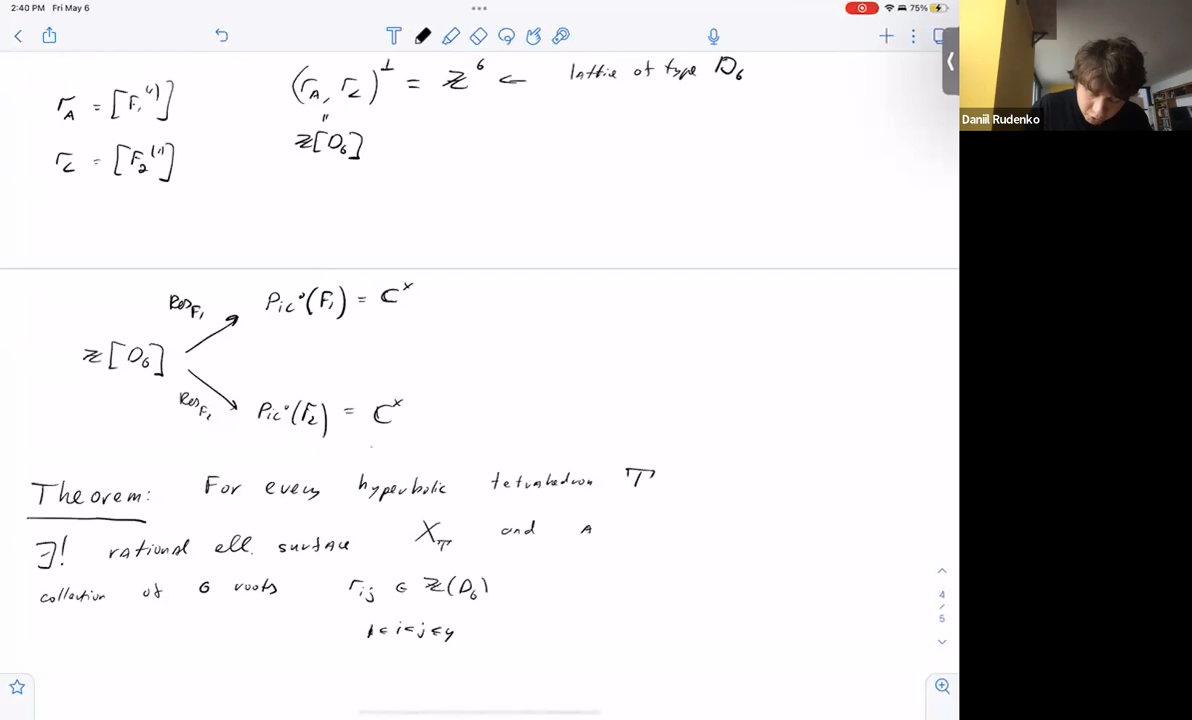 2:40 PM Fri May 6
75%
(r_A, r_C)^⊥ = ℤ^6 ← lattice of type D_6
r_A = [F_1^(1)]
"
ℤ[D_6]
r_C = [F_2^(1)]
Daniil Rudenko
Res_{F_1} Pic°(F_1) = ℂ^×
ℤ[D_6]
Res_{F_2} Pic°(F_2) = ℂ^×
Theorem: For every hyperbolic tetrahedron T
∃! rational ell. surface X_T and a
collection of 6 roots r_{ij} ∈ ℤ(D_6)
1≤i<j≤4
4
/
5